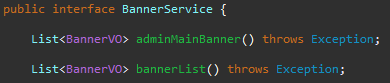 public interface BannerService {
List<BannerVO> adminMainBanner() throws Exception;
List<BannerVO> bannerList() throws Exception;